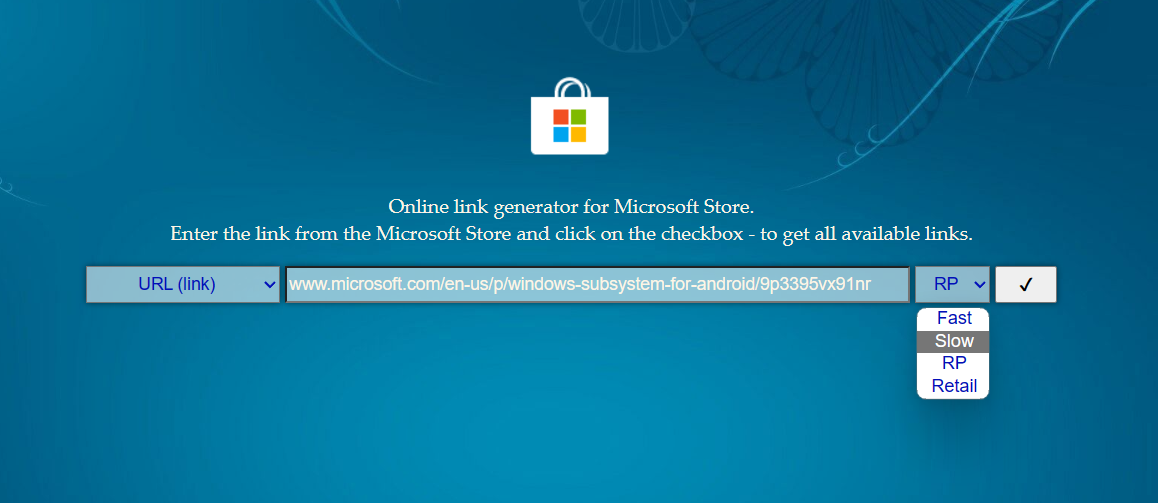 Online link generator for Microsoft Store.
Enter the link from the Microsoft Store and click on the checkbox - to get all available links.
URL (link) www.microsoft.com/en-us/p/windows-subsystem-for-android/9p3395vx91nr RP ✓
Fast
Slow
RP
Retail